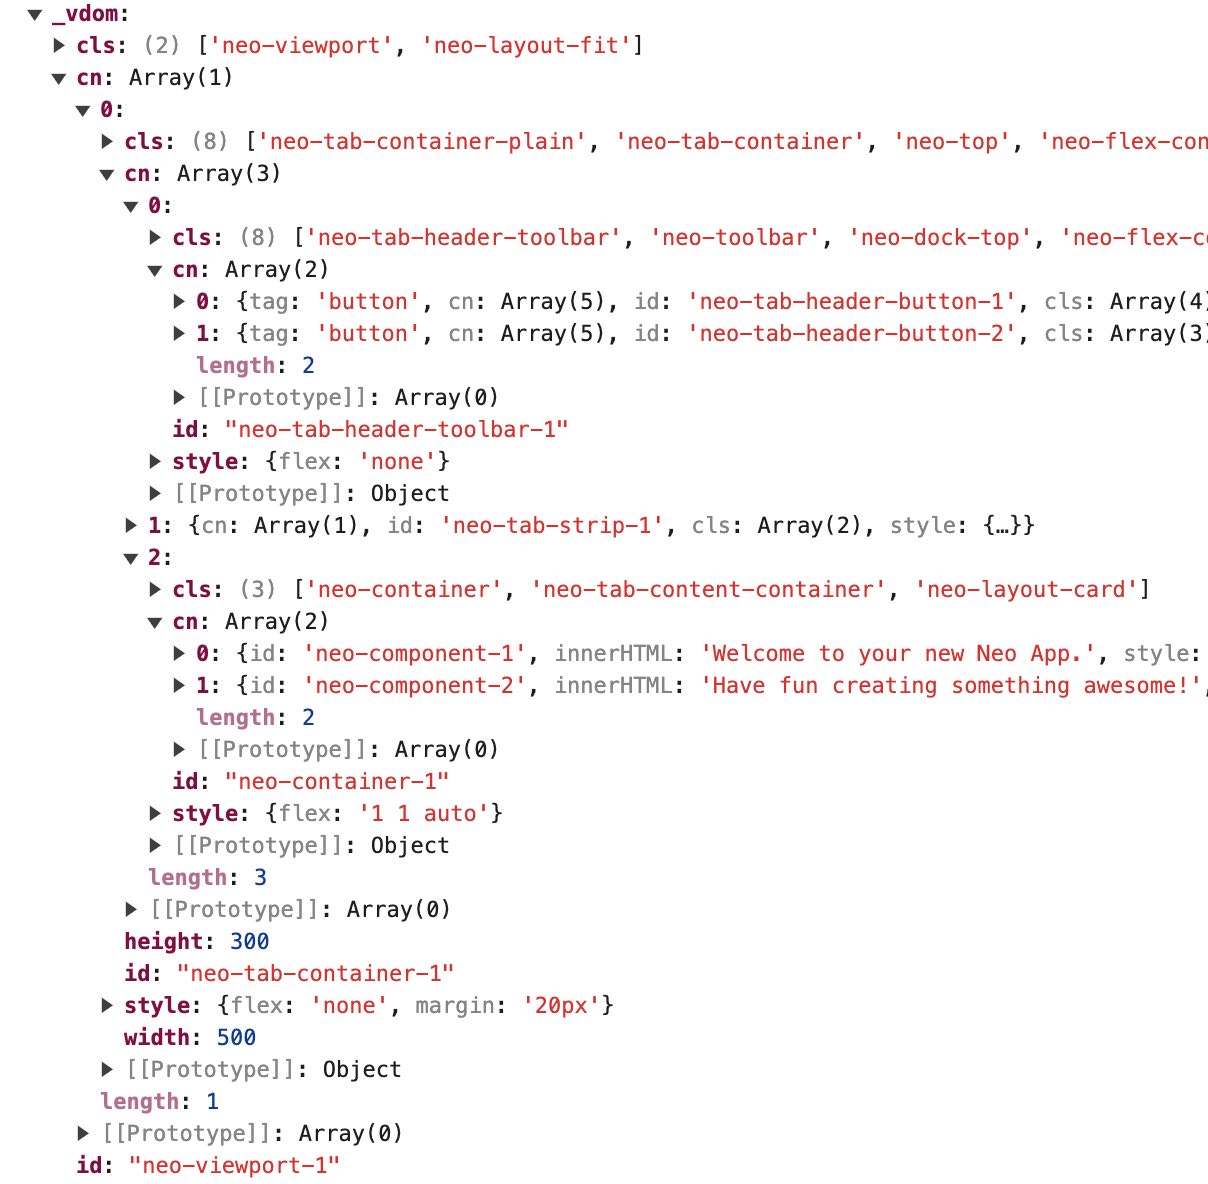 ▼ _vdom:
▶ cls: (2) ['neo-viewport', 'neo-layout-fit']
▼ cn: Array(1)
▼ 0:
▶ cls: (8) ['neo-tab-container-plain', 'neo-tab-container', 'neo-top', 'neo-flex-con
▼ cn: Array(3)
▼ 0:
▶ cls: (8) ['neo-tab-header-toolbar', 'neo-toolbar', 'neo-dock-top', 'neo-flex-co
▼ cn: Array(2)
▶ 0: {tag: 'button', cn: Array(5), id: 'neo-tab-header-button-1', cls: Array(4)
▶ 1: {tag: 'button', cn: Array(5), id: 'neo-tab-header-button-2', cls: Array(3)
length: 2
▶ [[Prototype]]: Array(0)
id: "neo-tab-header-toolbar-1"
▶ style: {flex: 'none'}
▶ [[Prototype]]: Object
▶ 1: {cn: Array(1), id: 'neo-tab-strip-1', cls: Array(2), style: {…}}
▼ 2:
▶ cls: (3) ['neo-container', 'neo-tab-content-container', 'neo-layout-card']
▼ cn: Array(2)
▶ 0: {id: 'neo-component-1', innerHTML: 'Welcome to your new Neo App.', style:
▶ 1: {id: 'neo-component-2', innerHTML: 'Have fun creating something awesome!',
length: 2
▶ [[Prototype]]: Array(0)
id: "neo-container-1"
▶ style: {flex: '1 1 auto'}
▶ [[Prototype]]: Object
length: 3
▶ [[Prototype]]: Array(0)
height: 300
id: "neo-tab-container-1"
▶ style: {flex: 'none', margin: '20px'}
width: 500
▶ [[Prototype]]: Object
length: 1
▶ [[Prototype]]: Array(0)
id: "neo-viewport-1"